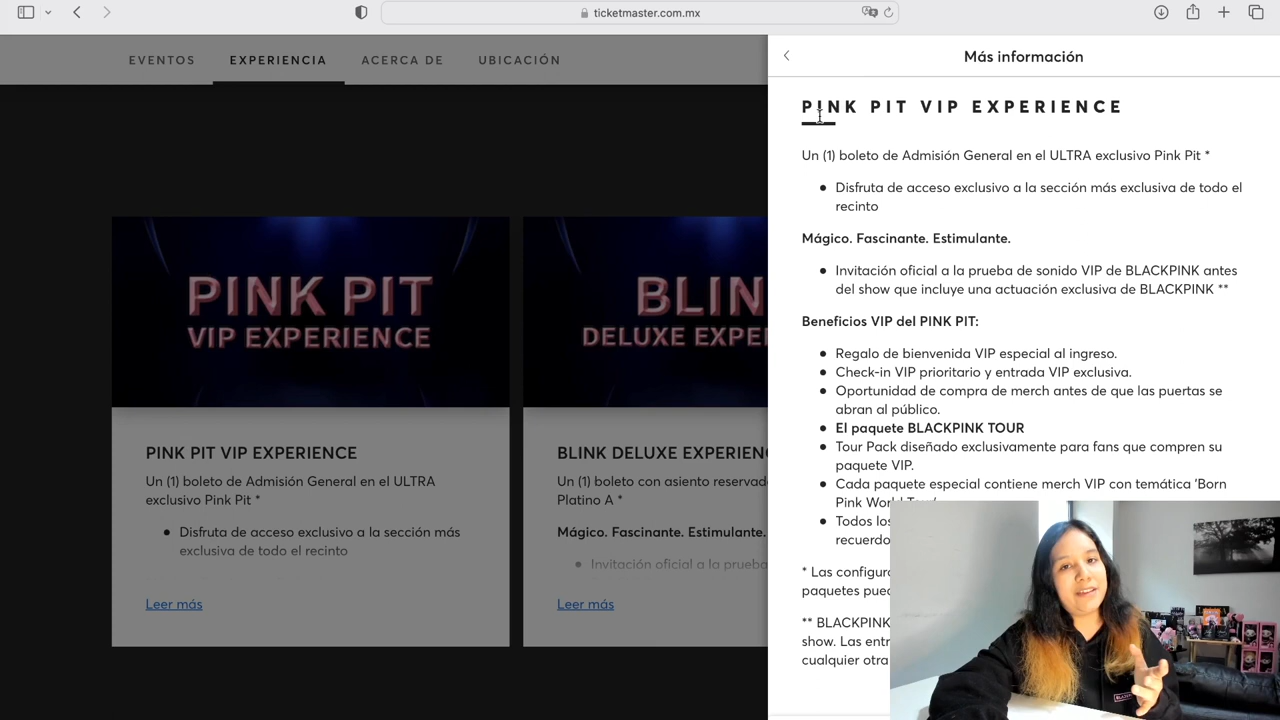 ticketmaster.com.mx
EVENTOS
EXPERIENCIA
ACERCA DE
UBICACIÓN
PINK PIT
VIP EXPERIENCE
BLIN
DELUXE EXPE
PINK PIT VIP EXPERIENCE
Un (1) boleto de Admisión General en el ULTRA
exclusivo Pink Pit *
Disfruta de acceso exclusivo a la sección más
exclusiva de todo el recinto
Leer más
BLINK DELUXE EXPERIEN
Un (1) boleto con asiento reservad
Platino A *
Mágico. Fascinante. Estimulante.
Invitación oficial a la prueba
Leer más
Más información
PINK PIT VIP EXPERIENCE
Un (1) boleto de Admisión General en el ULTRA exclusivo Pink Pit *
Disfruta de acceso exclusivo a la sección más exclusiva de todo el
recinto
Mágico. Fascinante. Estimulante.
Invitación oficial a la prueba de sonido VIP de BLACKPINK antes
del show que incluye una actuación exclusiva de BLACKPINK **
Beneficios VIP del PINK PIT:
Regalo de bienvenida VIP especial al ingreso.
Check-in VIP prioritario y entrada VIP exclusiva.
Oportunidad de compra de merch antes de que las puertas se
abran al público.
El paquete BLACKPINK TOUR
Tour Pack diseñado exclusivamente para fans que compren su
paquete VIP.
Cada paquete especial contiene merch VIP con temática 'Born
Pink World Tour'
Todos los
recuerdo
* Las configura
paquetes pued
** BLACKPINK
show. Las entr
cualquier otra